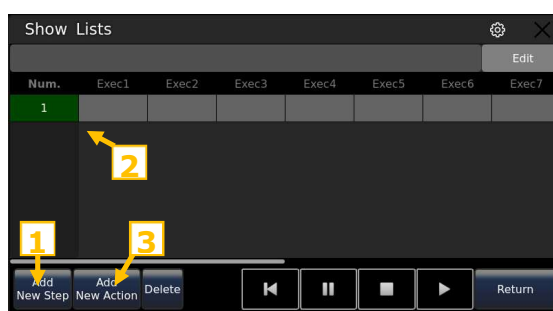 Show Lists
Edit
Num. Exec1 Exec2 Exec3 Exec4 Exec5 Exec6 Exec7
1
2
1
3
Add
New Step
Add
New Action
Delete
Return